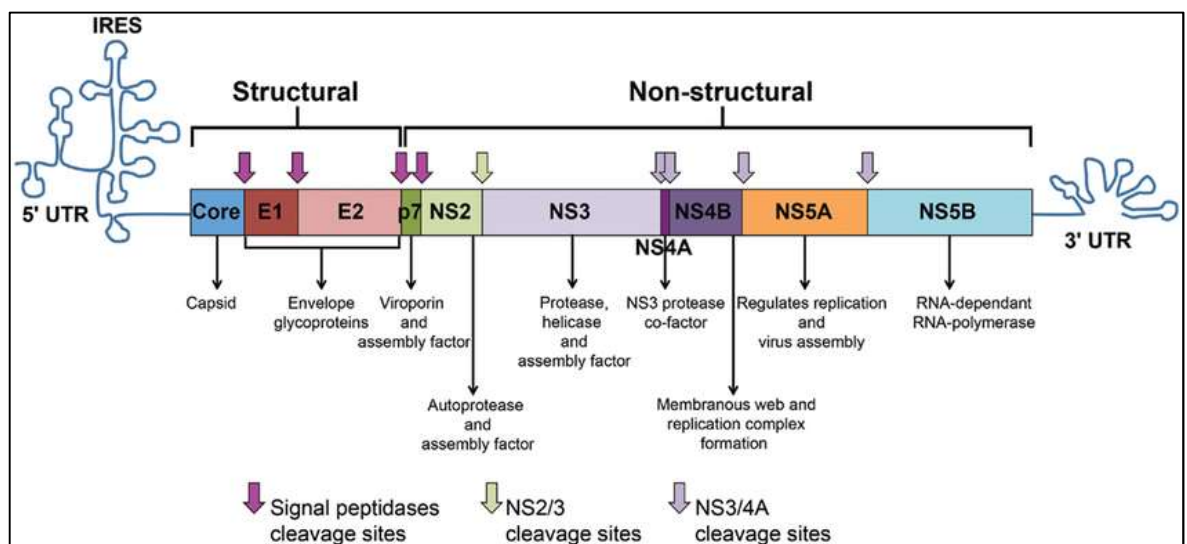 IRES
Structural
Non-structural
5' UTR
Core
E1
E2
p7
NS2
NS3
NS4A
NS4B
NS5A
NS5B
3' UTR
Capsid
Envelope
glycoproteins
Viroporin
and
assembly factor
Protease,
helicase
and
assembly factor
NS3 protease
co-factor
Regulates replication
and
virus assembly
RNA-dependant
RNA-polymerase
Autoprotease
and
assembly factor
Membranous web and
replication complex
formation
Signal peptidases
cleavage sites
NS2/3
cleavage sites
NS3/4A
cleavage sites